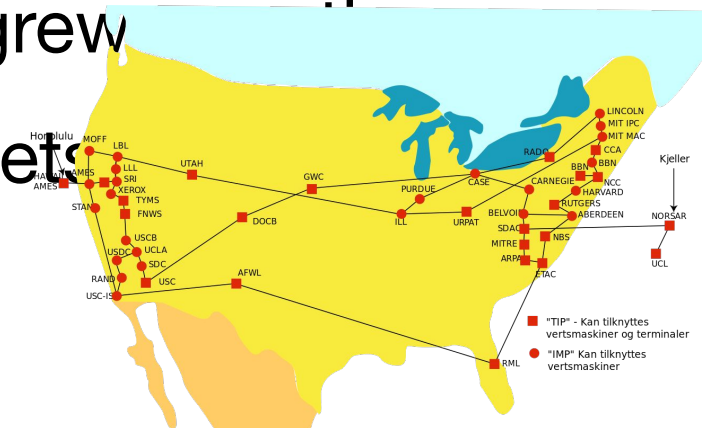 grew
ets
Honolulu
MOFF
LBL
HAWAII
AMES
AMES
LLL
SRI
XEROX
TYMS
STAN
FNWS
USCB
UCLA
USDC
SDC
RAND
USC
USC-IS
UTAH
GWC
DOCB
AFWL
PURDUE
ILL
URPAT
CASE
RADC
LINCOLN
MIT IPC
MIT MAC
CCA
BBN
BBN
NCC
CARNEGIE
HARVARD
RUTGERS
BELVOIR
ABERDEEN
SDAC
NBS
MITRE
ARPA
ETAC
RML
Kjeller
NORSAR
UCL
"TIP" - Kan tilknyttes
vertsmaskiner og terminaler
"IMP" Kan tilknyttes
vertsmaskiner